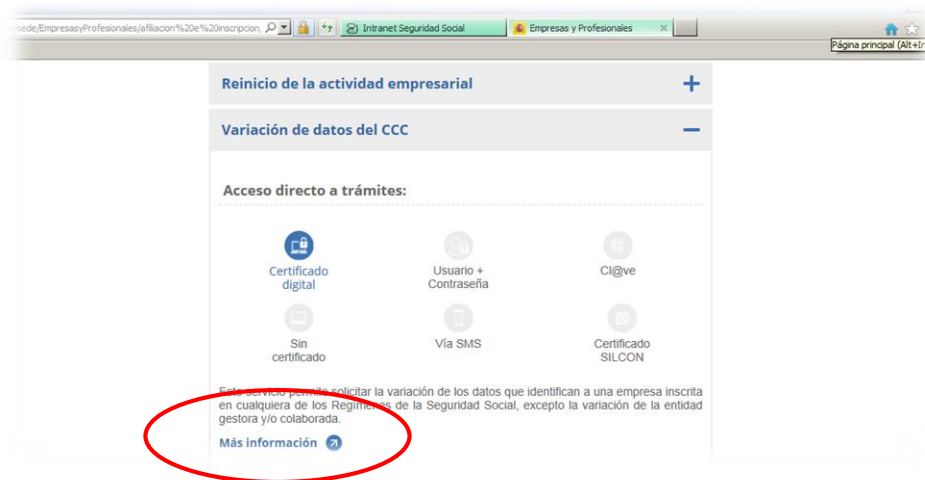 /sede/EmpresasyProfesionales/afiliacion%20e%20inscripcion,
Intranet Seguridad Social
Empresas y Profesionales
Página principal (Alt+In
Reinicio de la actividad empresarial
Variación de datos del CCC
Acceso directo a trámites:
Certificado
digital
Usuario +
Contraseña
Cl@ve
Sin
certificado
Vía SMS
Certificado
SILCON
Este servicio permite solicitar la variación de los datos que identifican a una empresa inscrita
en cualquiera de los Regímenes de la Seguridad Social, excepto la variación de la entidad
gestora y/o colaborada.
Más información